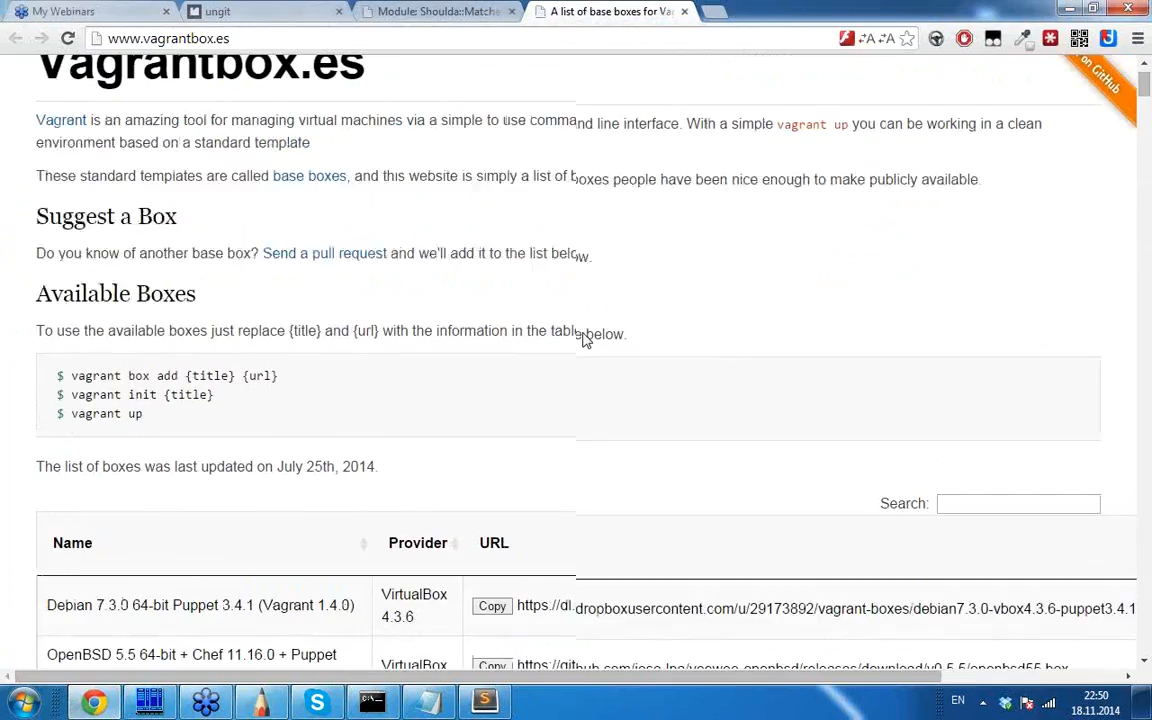 My Webinars
ungit
Module: Shoulda::Matche
A list of base boxes for Va
www.vagrantbox.es
Vagrantbox.es
on GitHub
Vagrant is an amazing tool for managing virtual machines via a simple to use command line interface. With a simple vagrant up you can be working in a clean
environment based on a standard template
These standard templates are called base boxes, and this website is simply a list of boxes people have been nice enough to make publicly available.
Suggest a Box
Do you know of another base box? Send a pull request and we'll add it to the list below.
Available Boxes
To use the available boxes just replace {title} and {url} with the information in the table below.
$ vagrant box add {title} {url}
$ vagrant init {title}
$ vagrant up
The list of boxes was last updated on July 25th, 2014.
Search:
Name Provider URL
Debian 7.3.0 64-bit Puppet 3.4.1 (Vagrant 1.4.0) VirtualBox 4.3.6 Copy https://dl.dropboxusercontent.com/u/29173892/vagrant-boxes/debian7.3.0-vbox4.3.6-puppet3.4.1
OpenBSD 5.5 64-bit + Chef 11.16.0 + Puppet VirtualBox Copy
EN
22:50
18.11.2014